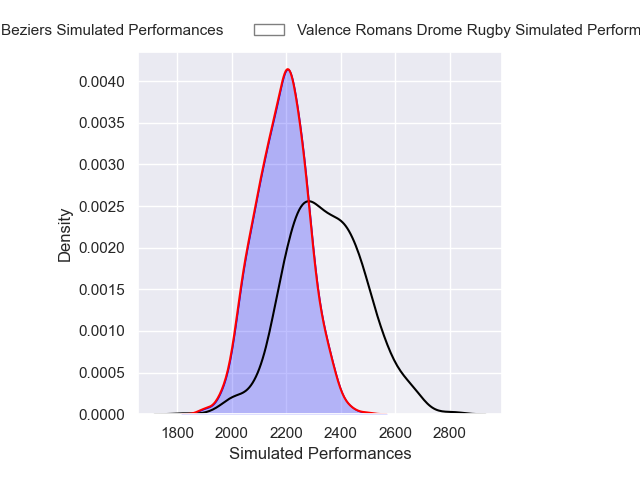 Beziers Simulated Performances
Valence Romans Drome Rugby Simulated Perform
0.0040
0.0035
0.0030
0.0025
0.0020
0.0015
0.0010
0.0005
0.0000
Density
1800 2000 2200 2400 2600 2800
Simulated Performances